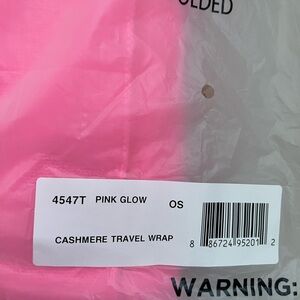 OLDED
4547T PINK GLOW OS
CASHMERE TRAVEL WRAP
8 86724 95201 2
WARNING: